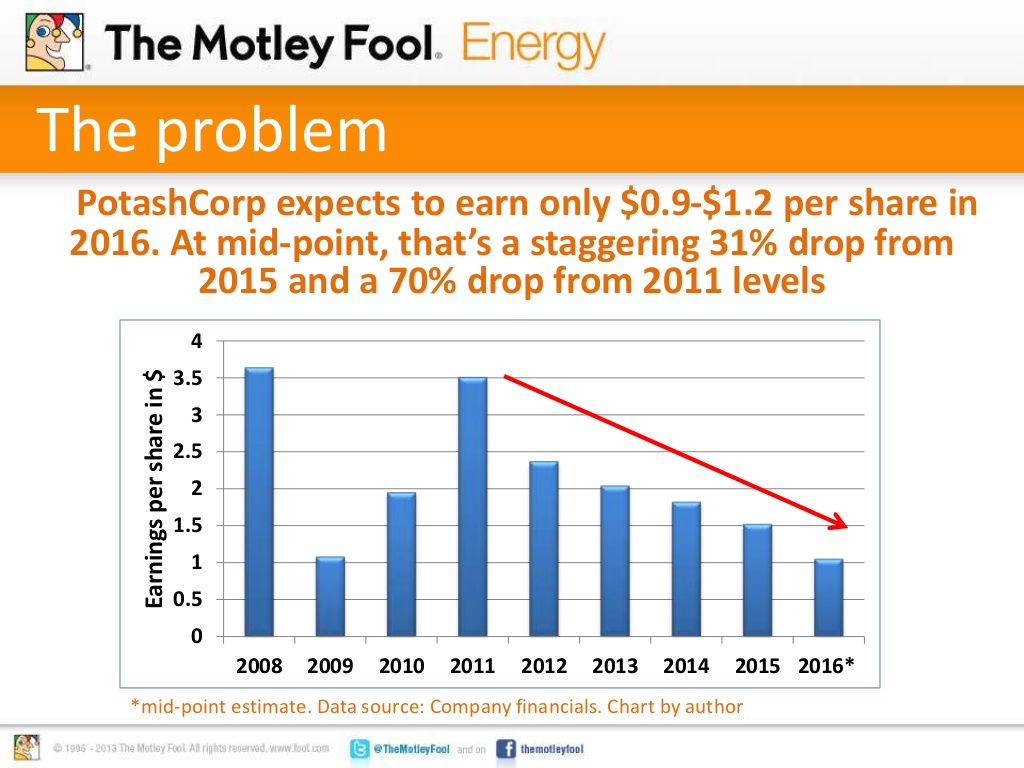 The Motley Fool® Energy
The problem
PotashCorp expects to earn only $0.9-$1.2 per share in
2016. At mid-point, that’s a staggering 31% drop from
2015 and a 70% drop from 2011 levels
Earnings per share in $
4
3.5
3
2.5
2
1.5
1
0.5
0
2008 2009 2010 2011 2012 2013 2014 2015 2016*
*mid-point estimate. Data source: Company financials. Chart by author
© 1995 - 2013 The Motley Fool. All rights reserved. www.fool.com @TheMotleyFool and on themotleyfool